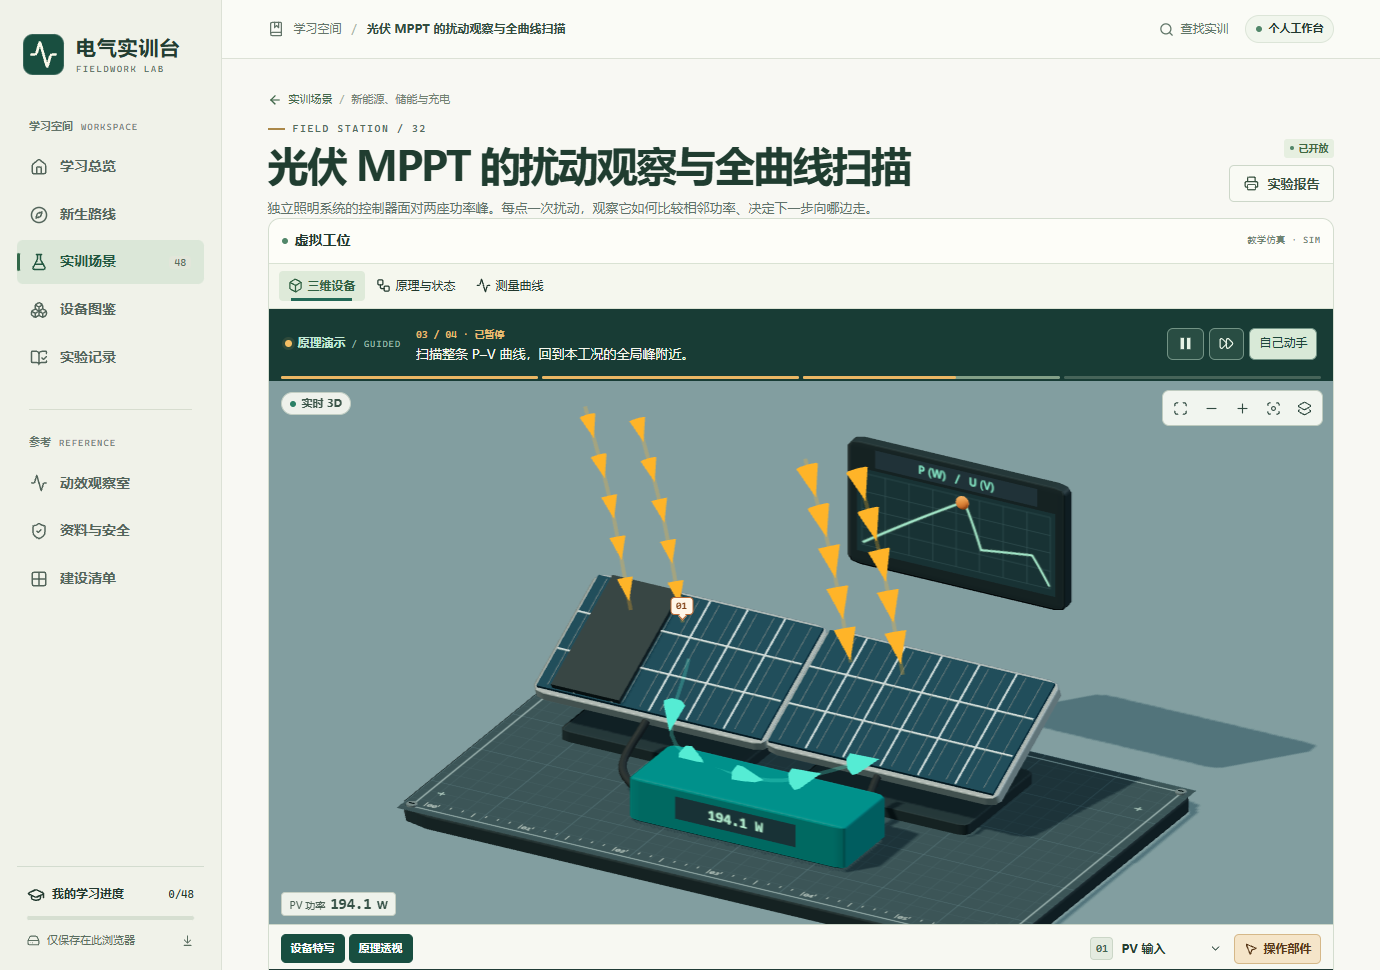 电气实训台
FIELDWORK LAB
学习空间 WORKSPACE
学习总览
新生路线
实训场景 48
设备图鉴
实验记录
参考 REFERENCE
动效观察室
资料与安全
建设清单
我的学习进度 0/48
仅保存在此浏览器
学习空间 / 光伏 MPPT 的扰动观察与全曲线扫描
查找实训
个人工作台
实训场景 / 新能源、储能与充电
FIELD STATION / 32
光伏 MPPT 的扰动观察与全曲线扫描
已开放
实验报告
独立照明系统的控制器面对两座功率峰。每点一次扰动，观察它如何比较相邻功率、决定下一步向哪边走。
虚拟工位
教学仿真 · SIM
三维设备
原理与状态
测量曲线
原理演示 / GUIDED
03 / 04 · 已暂停
扫描整条 P–V 曲线，回到本工况的全局峰附近。
自己动手
实时 3D
P (W) / U (V)
01
194.1 W
PV 功率 194.1 W
设备特写
原理透视
01 PV 输入
操作部件